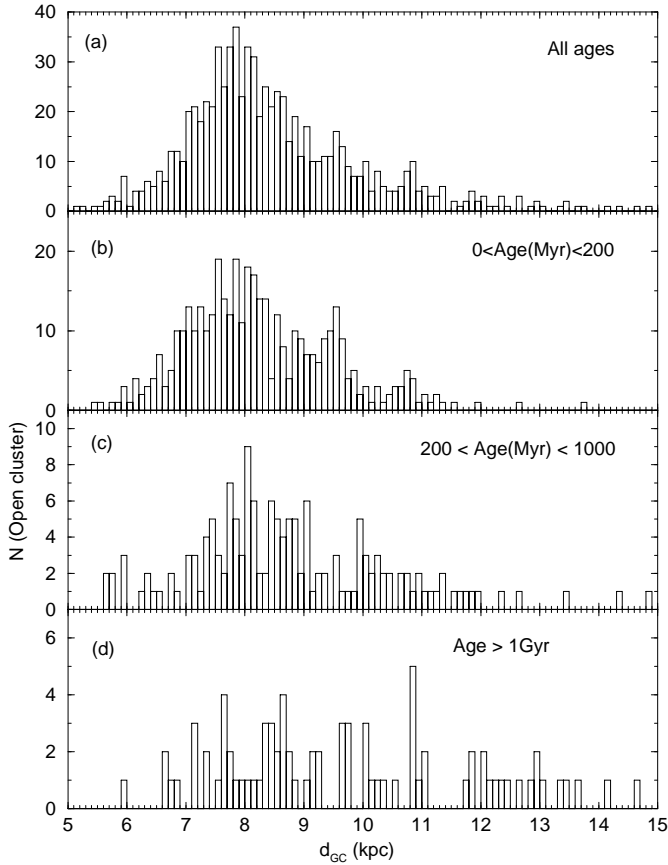 (a)
All ages
40
30
20
10
0
(b)
0<Age(Myr)<200
20
10
0
(c)
200 < Age(Myr) < 1000
10
8
6
4
2
0
(d)
Age > 1Gyr
6
4
2
0
N (Open cluster)
5 6 7 8 9 10 11 12 13 14 15
d_GC (kpc)